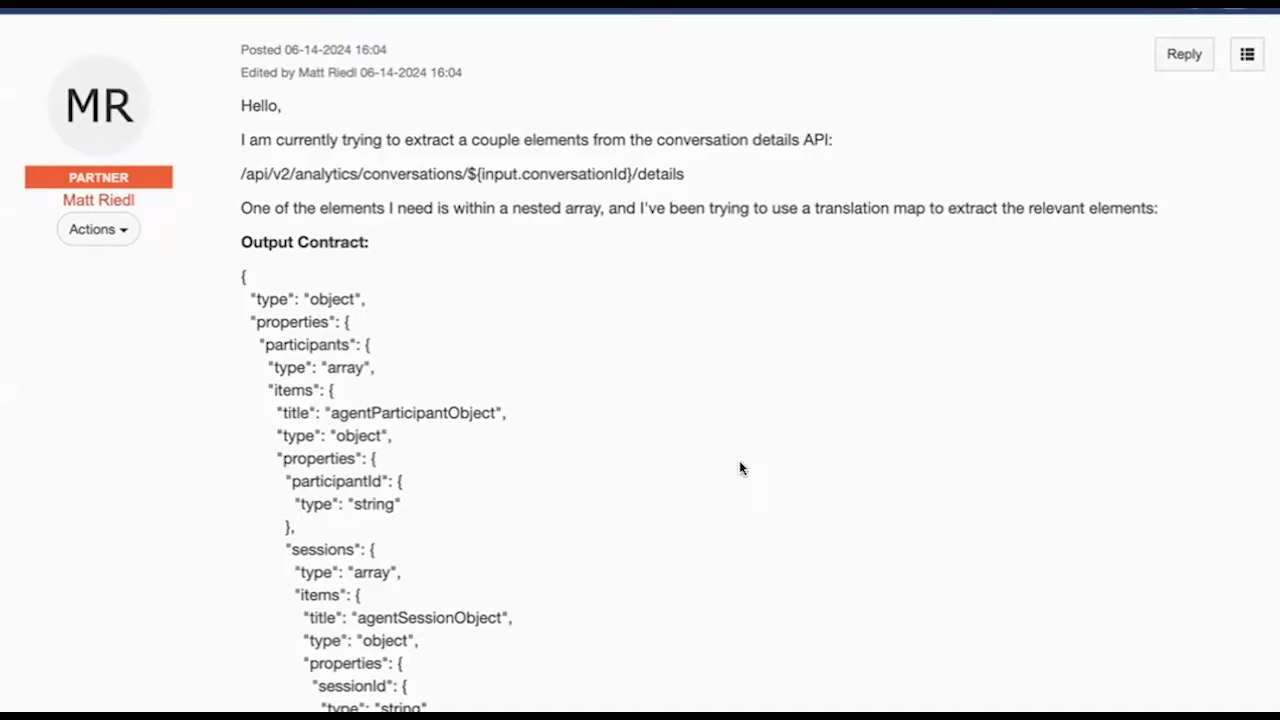 Posted 06-14-2024 16:04
Edited by Matt Riedl 06-14-2024 16:04
Reply
MR
PARTNER
Matt Riedl
Actions
Hello,
I am currently trying to extract a couple elements from the conversation details API:
/api/v2/analytics/conversations/${input.conversationId}/details
One of the elements I need is within a nested array, and I've been trying to use a translation map to extract the relevant elements:
Output Contract:
{
"type": "object",
"properties": {
"participants": {
"type": "array",
"items": {
"title": "agentParticipantObject",
"type": "object",
"properties": {
"participantId": {
"type": "string"
},
"sessions": {
"type": "array",
"items": {
"title": "agentSessionObject",
"type": "object",
"properties": {
"sessionId": {
"type": "string"